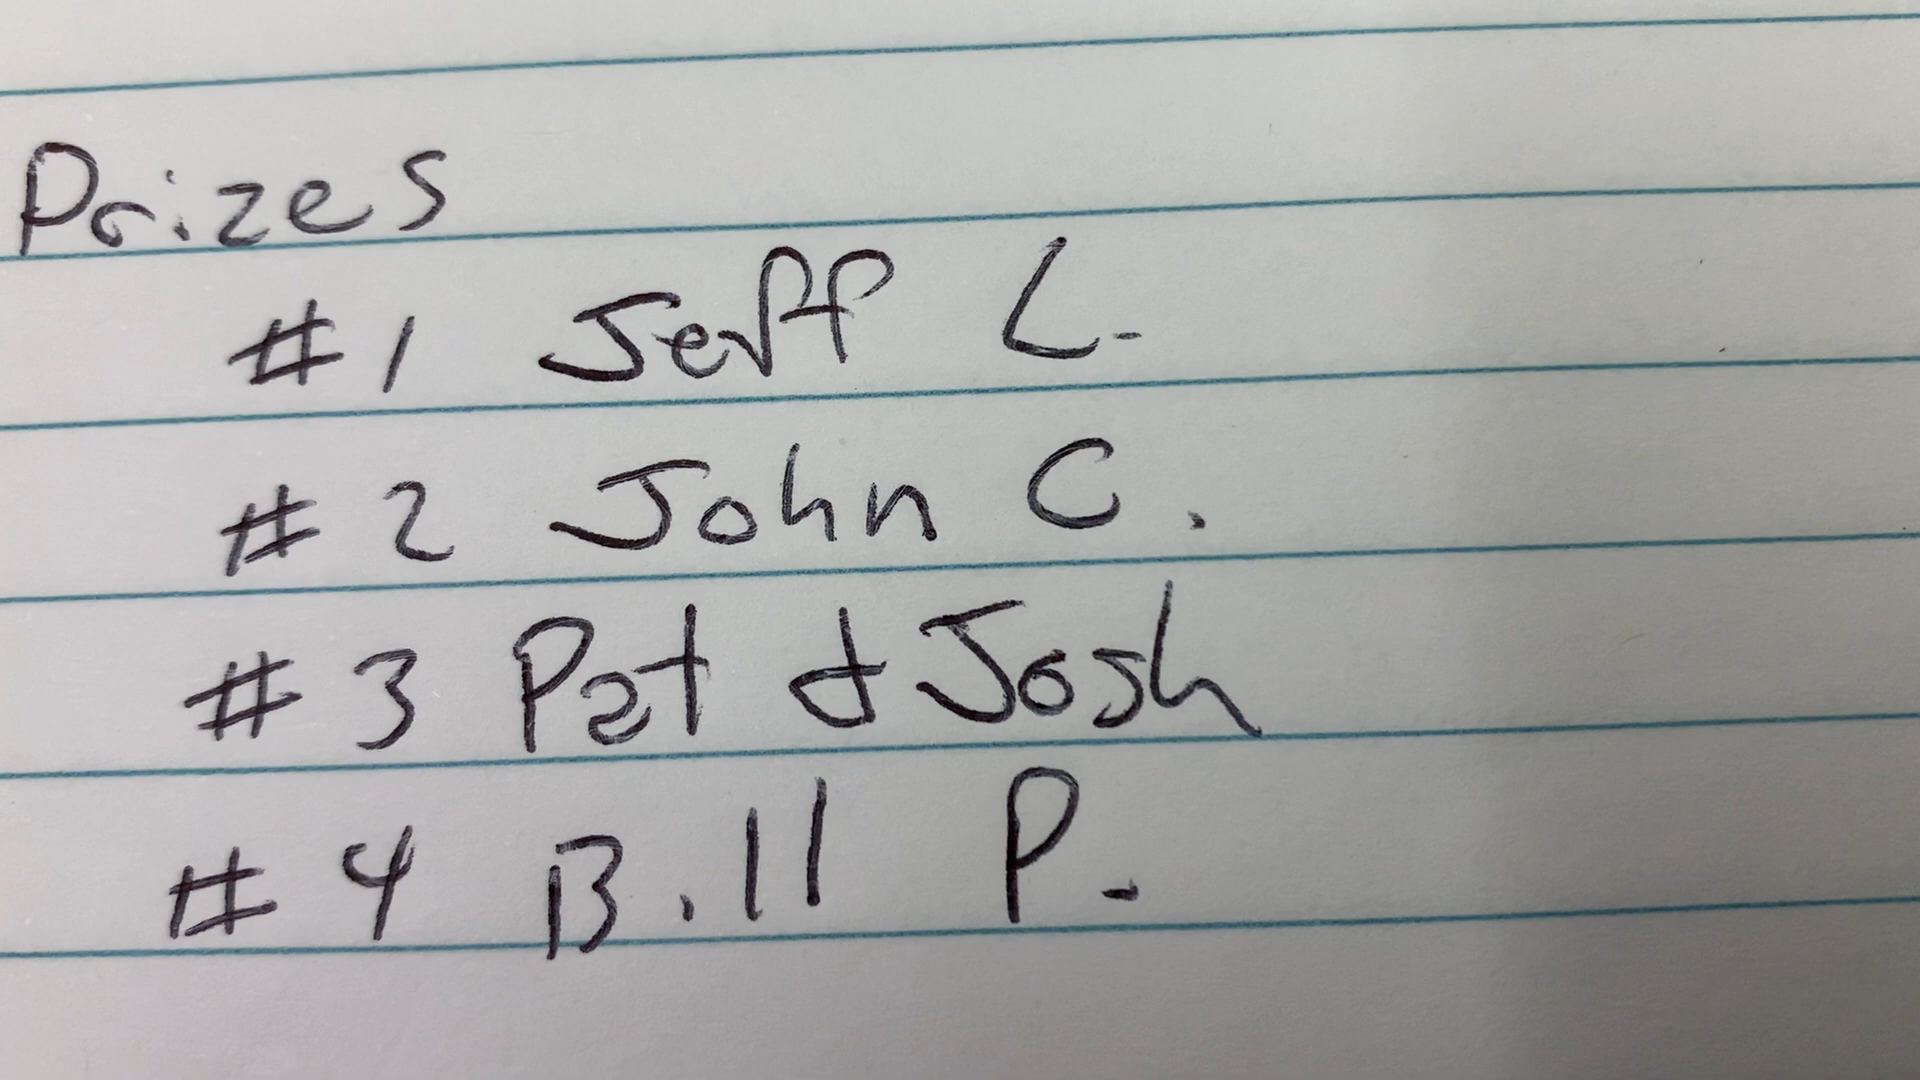 Prizes
#1 Jeff L.
#2 John C.
#3 Pat & Josh
#4 Bill P.